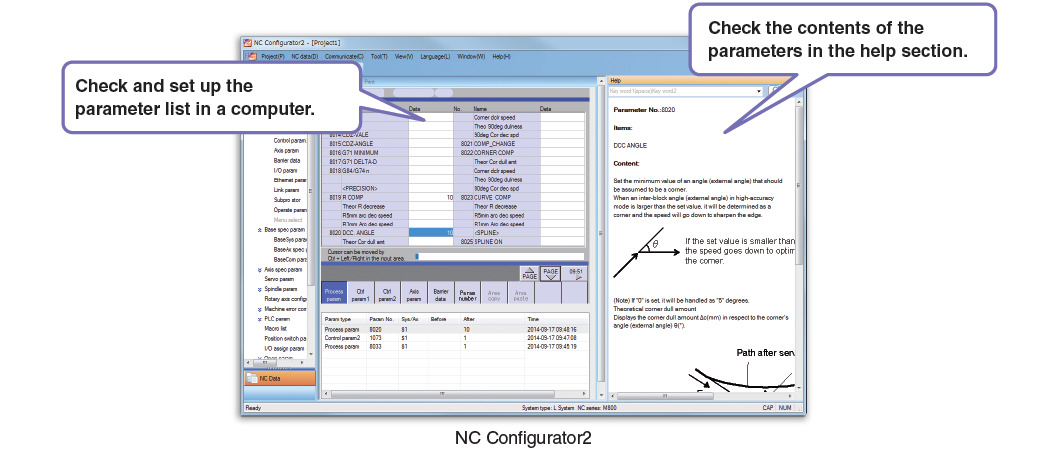 Check the contents of the
parameters in the help section.
NC Configurator2 - [Project1]
Project(P) NC data(D) Communicate(C) Tool(T) View(V) Language(L) Window(W) Help(H)
Check and set up the
parameter list in a computer.
Print
Data No. Name Data
Corner dclr speed
Theo 90deg dulness
8014 CDZ-VALE 90deg Cor dec spd
8015 CDZ-ANGLE 8021 COMP_CHANGE
8016 G71 MINIMUM 8022 CORNER COMP
8017 G71 DELTA-D Theor Cor dull amt
8018 G84/G74 n Cor dclr speed
Theo 90deg dulness
<PRECISION> 90deg Cor dec spd
8019 R COMP 10 8023 CURVE COMP
Theor R decrease Theor R decrease
R5mm arc dec speed R5mm arc dec speed
R1mm Arc dec speed R1mm Arc dec speed
8020 DCC. ANGLE 10 <SPLINE>
Theor Cor dull amt 8025 SPLINE ON
Control param.
Axis param
Barrier data
I/O param
Ethernet param
Link param
Subpro stor
Operate param
Menu select
Base spec param
BaseSys para
BaseAx spec
BaseCom para
Axis spec param
Servo param
Spindle param
Rotary axis configu
Machine error com
PLC param
Macro list
Position switch pa
I/O assign param
Open param
NC Data
Cursor can be moved by
Ctrl + Left/Right in the input area.
PAGE PAGE 09:51
Process param Ctrl param1 Ctrl param2 Axis param Barrier data Param number Area copy Area paste
Param type Param No. Sys/Ax Before After Time
Process param 8020 $1 10 2014-09-17 09:48:16
Control param2 1073 $1 1 2014-09-17 09:47:08
Process param 8033 $1 1 2014-09-17 09:45:19
Help
Key word1(space)Key word2
Parameter No.:8020
Items:
DCC ANGLE
Content:
Set the minimum value of an angle (external angle) that should
be assumed to be a corner.
When an inter-block angle (external angle) in high-accuracy
mode is larger than the set value, it will be determined as a
corner and the speed will go down to sharpen the edge.
θ
If the set value is smaller than
the speed goes down to optim
the corner.
(Note) If "0" is set, it will be handled as "5" degrees.
Theoretical corner dull amount
Displays the corner dull amount Δc(mm) in respect to the corner's
angle (external angle) θ(°).
Path after serv
Ready System type: L System NC series: M800 CAP NUM
NC Configurator2